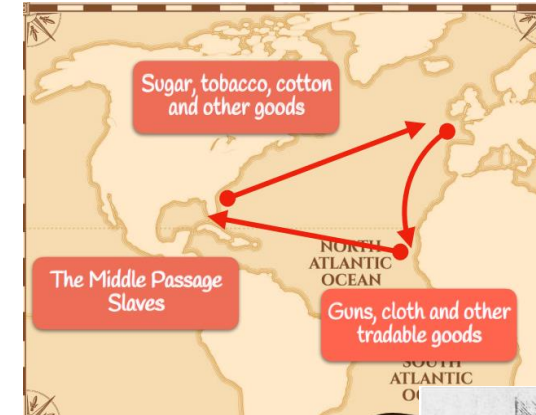 Sugar, tobacco, cotton
and other goods
NORTH
ATLANTIC
OCEAN
The Middle Passage
Slaves
Guns, cloth and other
tradable goods
SOUTH
ATLANTIC